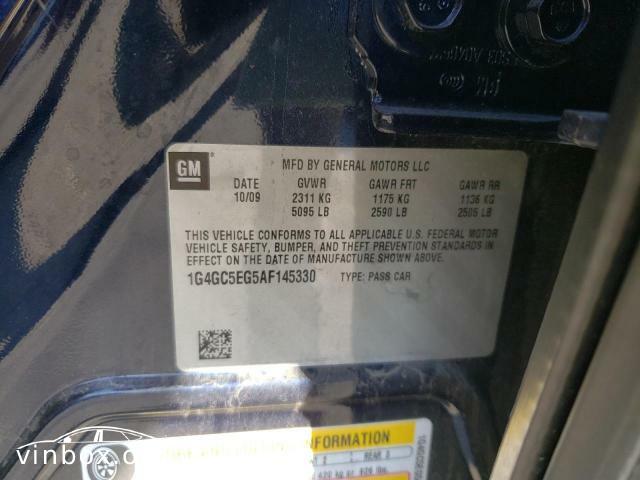 GM
MFD BY GENERAL MOTORS LLC
DATE GVWR GAWR FRT GAWR RR
10/09 2311 KG 1175 KG 1136 KG
5095 LB 2590 LB 2505 LB
THIS VEHICLE CONFORMS TO ALL APPLICABLE U.S. FEDERAL MOTOR
VEHICLE SAFETY, BUMPER, AND THEFT PREVENTION STANDARDS IN
EFFECT ON THE DATE OF MANUFACTURE SHOWN ABOVE.
1G4GC5EG5AF145330 TYPE: PASS CAR
INFORMATION
REAR
vinbox